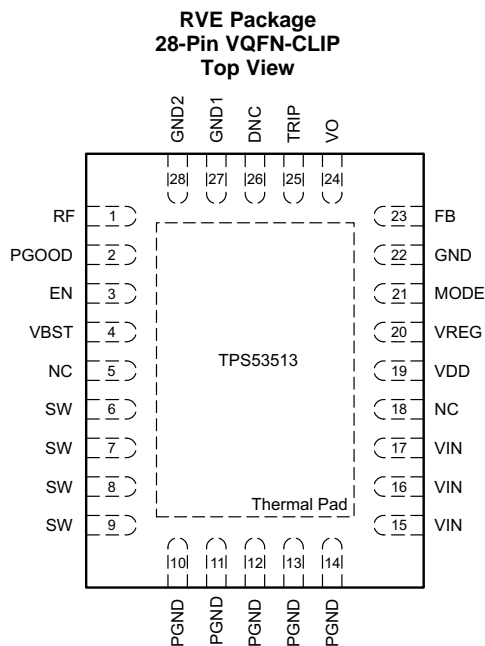 RVE Package
28-Pin VQFN-CLIP
Top View
GND2 GND1 DNC TRIP VO
28 27 26 25 24
RF 1 23 FB
PGOOD 2 22 GND
EN 3 21 MODE
VBST 4 20 VREG
NC 5 TPS53513 19 VDD
SW 6 18 NC
SW 7 17 VIN
SW 8 16 VIN
Thermal Pad
SW 9 15 VIN
10 11 12 13 14
PGND PGND PGND PGND PGND